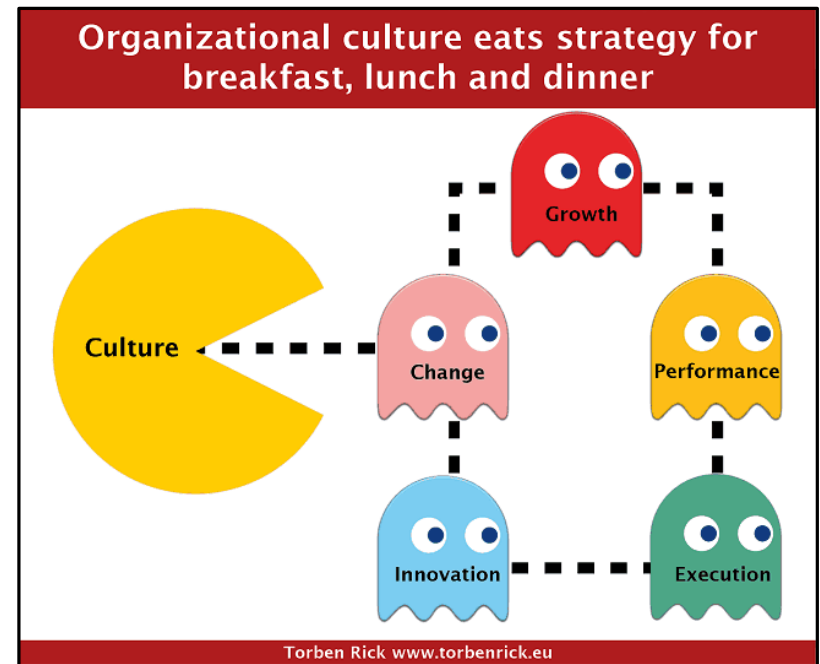 Organizational culture eats strategy for
breakfast, lunch and dinner
Growth
Culture
Change
Performance
Innovation
Execution
Torben Rick www.torbenrick.eu